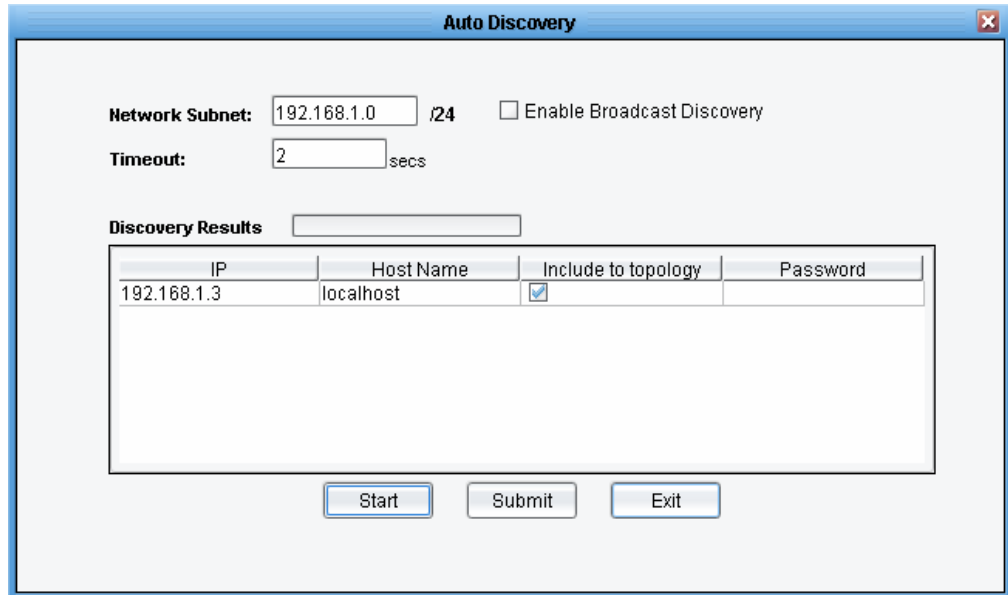 Auto Discovery
Network Subnet: 192.168.1.0 /24 Enable Broadcast Discovery
Timeout: 2 secs
Discovery Results
IP Host Name Include to topology Password
192.168.1.3 localhost
Start Submit Exit